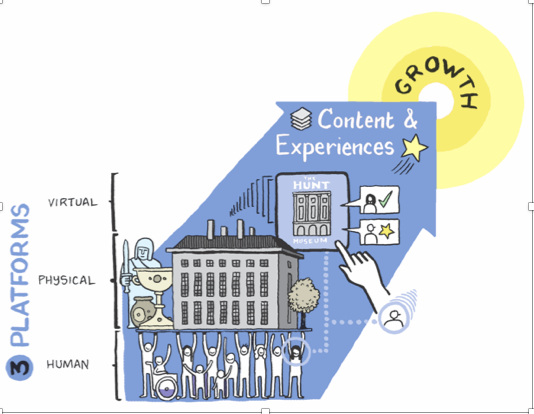 GROWTH
Content &
Experiences
THE
HUNT
MUSEUM
VIRTUAL
PHYSICAL
HUMAN
3 PLATFORMS